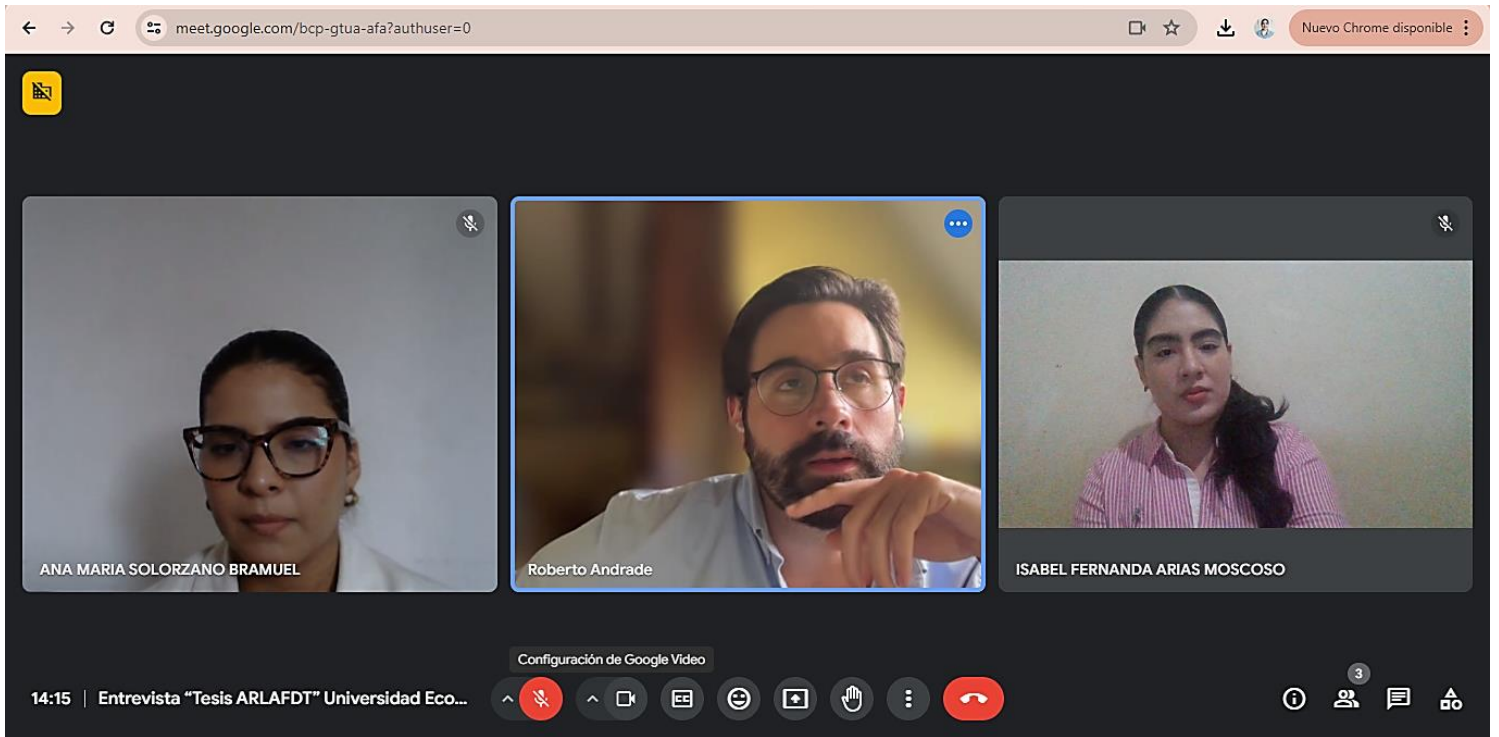 meet.google.com/bcp-gtua-afa?authuser=0
Nuevo Chrome disponible
ANA MARIA SOLORZANO BRAMUEL
Roberto Andrade
ISABEL FERNANDA ARIAS MOSCOSO
Configuración de Google Video
3
14:15 | Entrevista “Tesis ARLAFDT” Universidad Eco...